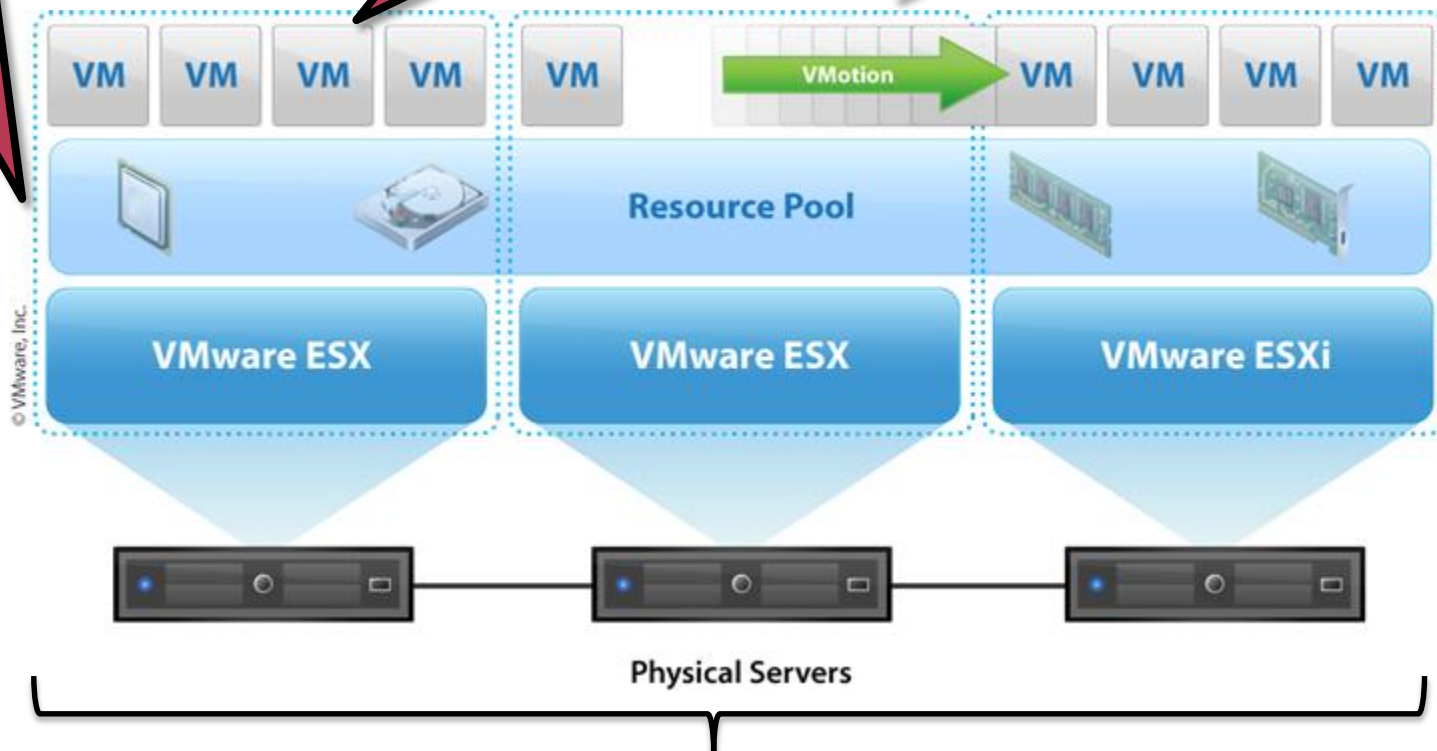 VM VM VM VM VM VMotion VM VM VM VM
Resource Pool
© VMware, Inc.
VMware ESX VMware ESX VMware ESXi
Physical Servers